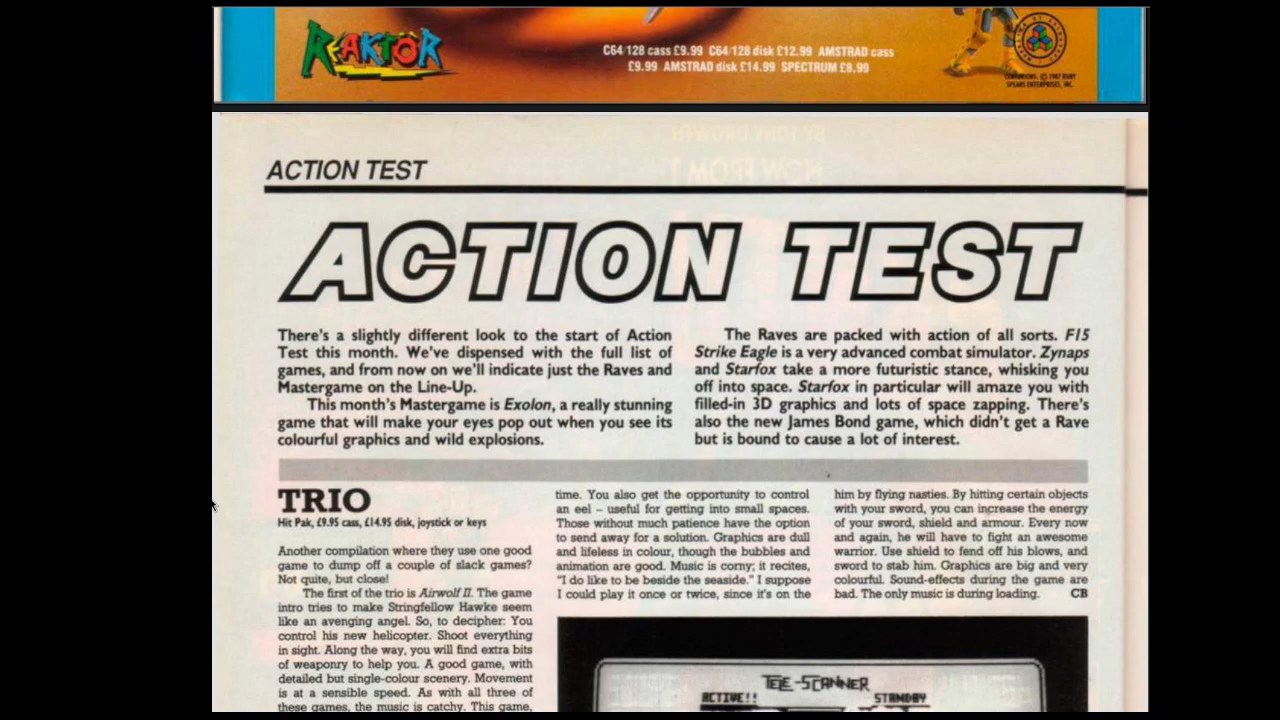 REAKTÖR
C64/128 cass £9.99 C64/128 disk £12.99 AMSTRAD cass
£9.99 AMSTRAD disk £14.99 SPECTRUM £8.99
CENTURIONS: © 1987 RUBY
SPEARS ENTERPRISES, INC.
ACTION TEST
ACTION TEST
There's a slightly different look to the start of Action
Test this month. We've dispensed with the full list of
games, and from now on we'll indicate just the Raves and
Mastergame on the Line-Up.
This month's Mastergame is Exolon, a really stunning
game that will make your eyes pop out when you see its
colourful graphics and wild explosions.
The Raves are packed with action of all sorts. F15
Strike Eagle is a very advanced combat simulator. Zynaps
and Starfox take a more futuristic stance, whisking you
off into space. Starfox in particular will amaze you with
filled-in 3D graphics and lots of space zapping. There's
also the new James Bond game, which didn't get a Rave
but is bound to cause a lot of interest.
TRIO
Hit Pak, £9.95 cass, £14.95 disk, joystick or keys
Another compilation where they use one good
game to dump off a couple of slack games?
Not quite, but close!
The first of the trio is Airwolf II. The game
intro tries to make Stringfellow Hawke seem
like an avenging angel. So, to decipher: You
control his new helicopter. Shoot everything
in sight. Along the way, you will find extra bits
of weaponry to help you. A good game, with
detailed but single-colour scenery. Movement
is at a sensible speed. As with all three of
these games, the music is catchy. This game,
time. You also get the opportunity to control
an eel – useful for getting into small spaces.
Those without much patience have the option
to send away for a solution. Graphics are dull
and lifeless in colour, though the bubbles and
animation are good. Music is corny; it recites,
"I do like to be beside the seaside." I suppose
I could play it once or twice, since it's on the
him by flying nasties. By hitting certain objects
with your sword, you can increase the energy
of your sword, shield and armour. Every now
and again, he will have to fight an awesome
warrior. Use shield to fend off his blows, and
sword to stab him. Graphics are big and very
colourful. Sound-effects during the game are
bad. The only music is during loading. CB
TELE-SCANNER
ACTIVE!! STANDBY